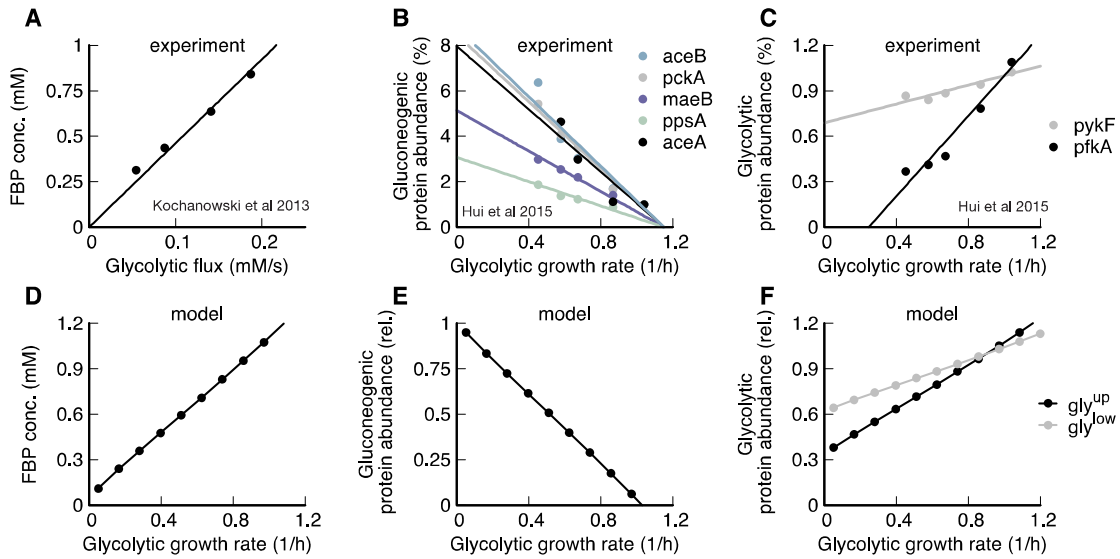 A
experiment
FBP conc. (mM)
1
0.75
0.5
0.25
0
0
0.1
0.2
Kochanowski et al 2013
Glycolytic flux (mM/s)
B
experiment
Gluconeogenic
protein abundance (%)
8
6
4
2
0
0
0.4
0.8
1.2
aceB
pckA
maeB
ppsA
aceA
Hui et al 2015
Glycolytic growth rate (1/h)
C
experiment
Glycolytic
protein abundance (%)
1.2
0.9
0.6
0.3
0
0
0.4
0.8
1.2
pykF
pfkA
Hui et al 2015
Glycolytic growth rate (1/h)
D
model
FBP conc. (mM)
1.2
0.9
0.6
0.3
0
0
0.4
0.8
1.2
Glycolytic growth rate (1/h)
E
model
Gluconeogenic
protein abundance (rel.)
1
0.75
0.5
0.25
0
0
0.4
0.8
1.2
Glycolytic growth rate (1/h)
F
model
Glycolytic
protein abundance (rel.)
1.2
0.9
0.6
0.3
0
0
0.4
0.8
1.2
gly^up
gly^low
Glycolytic growth rate (1/h)